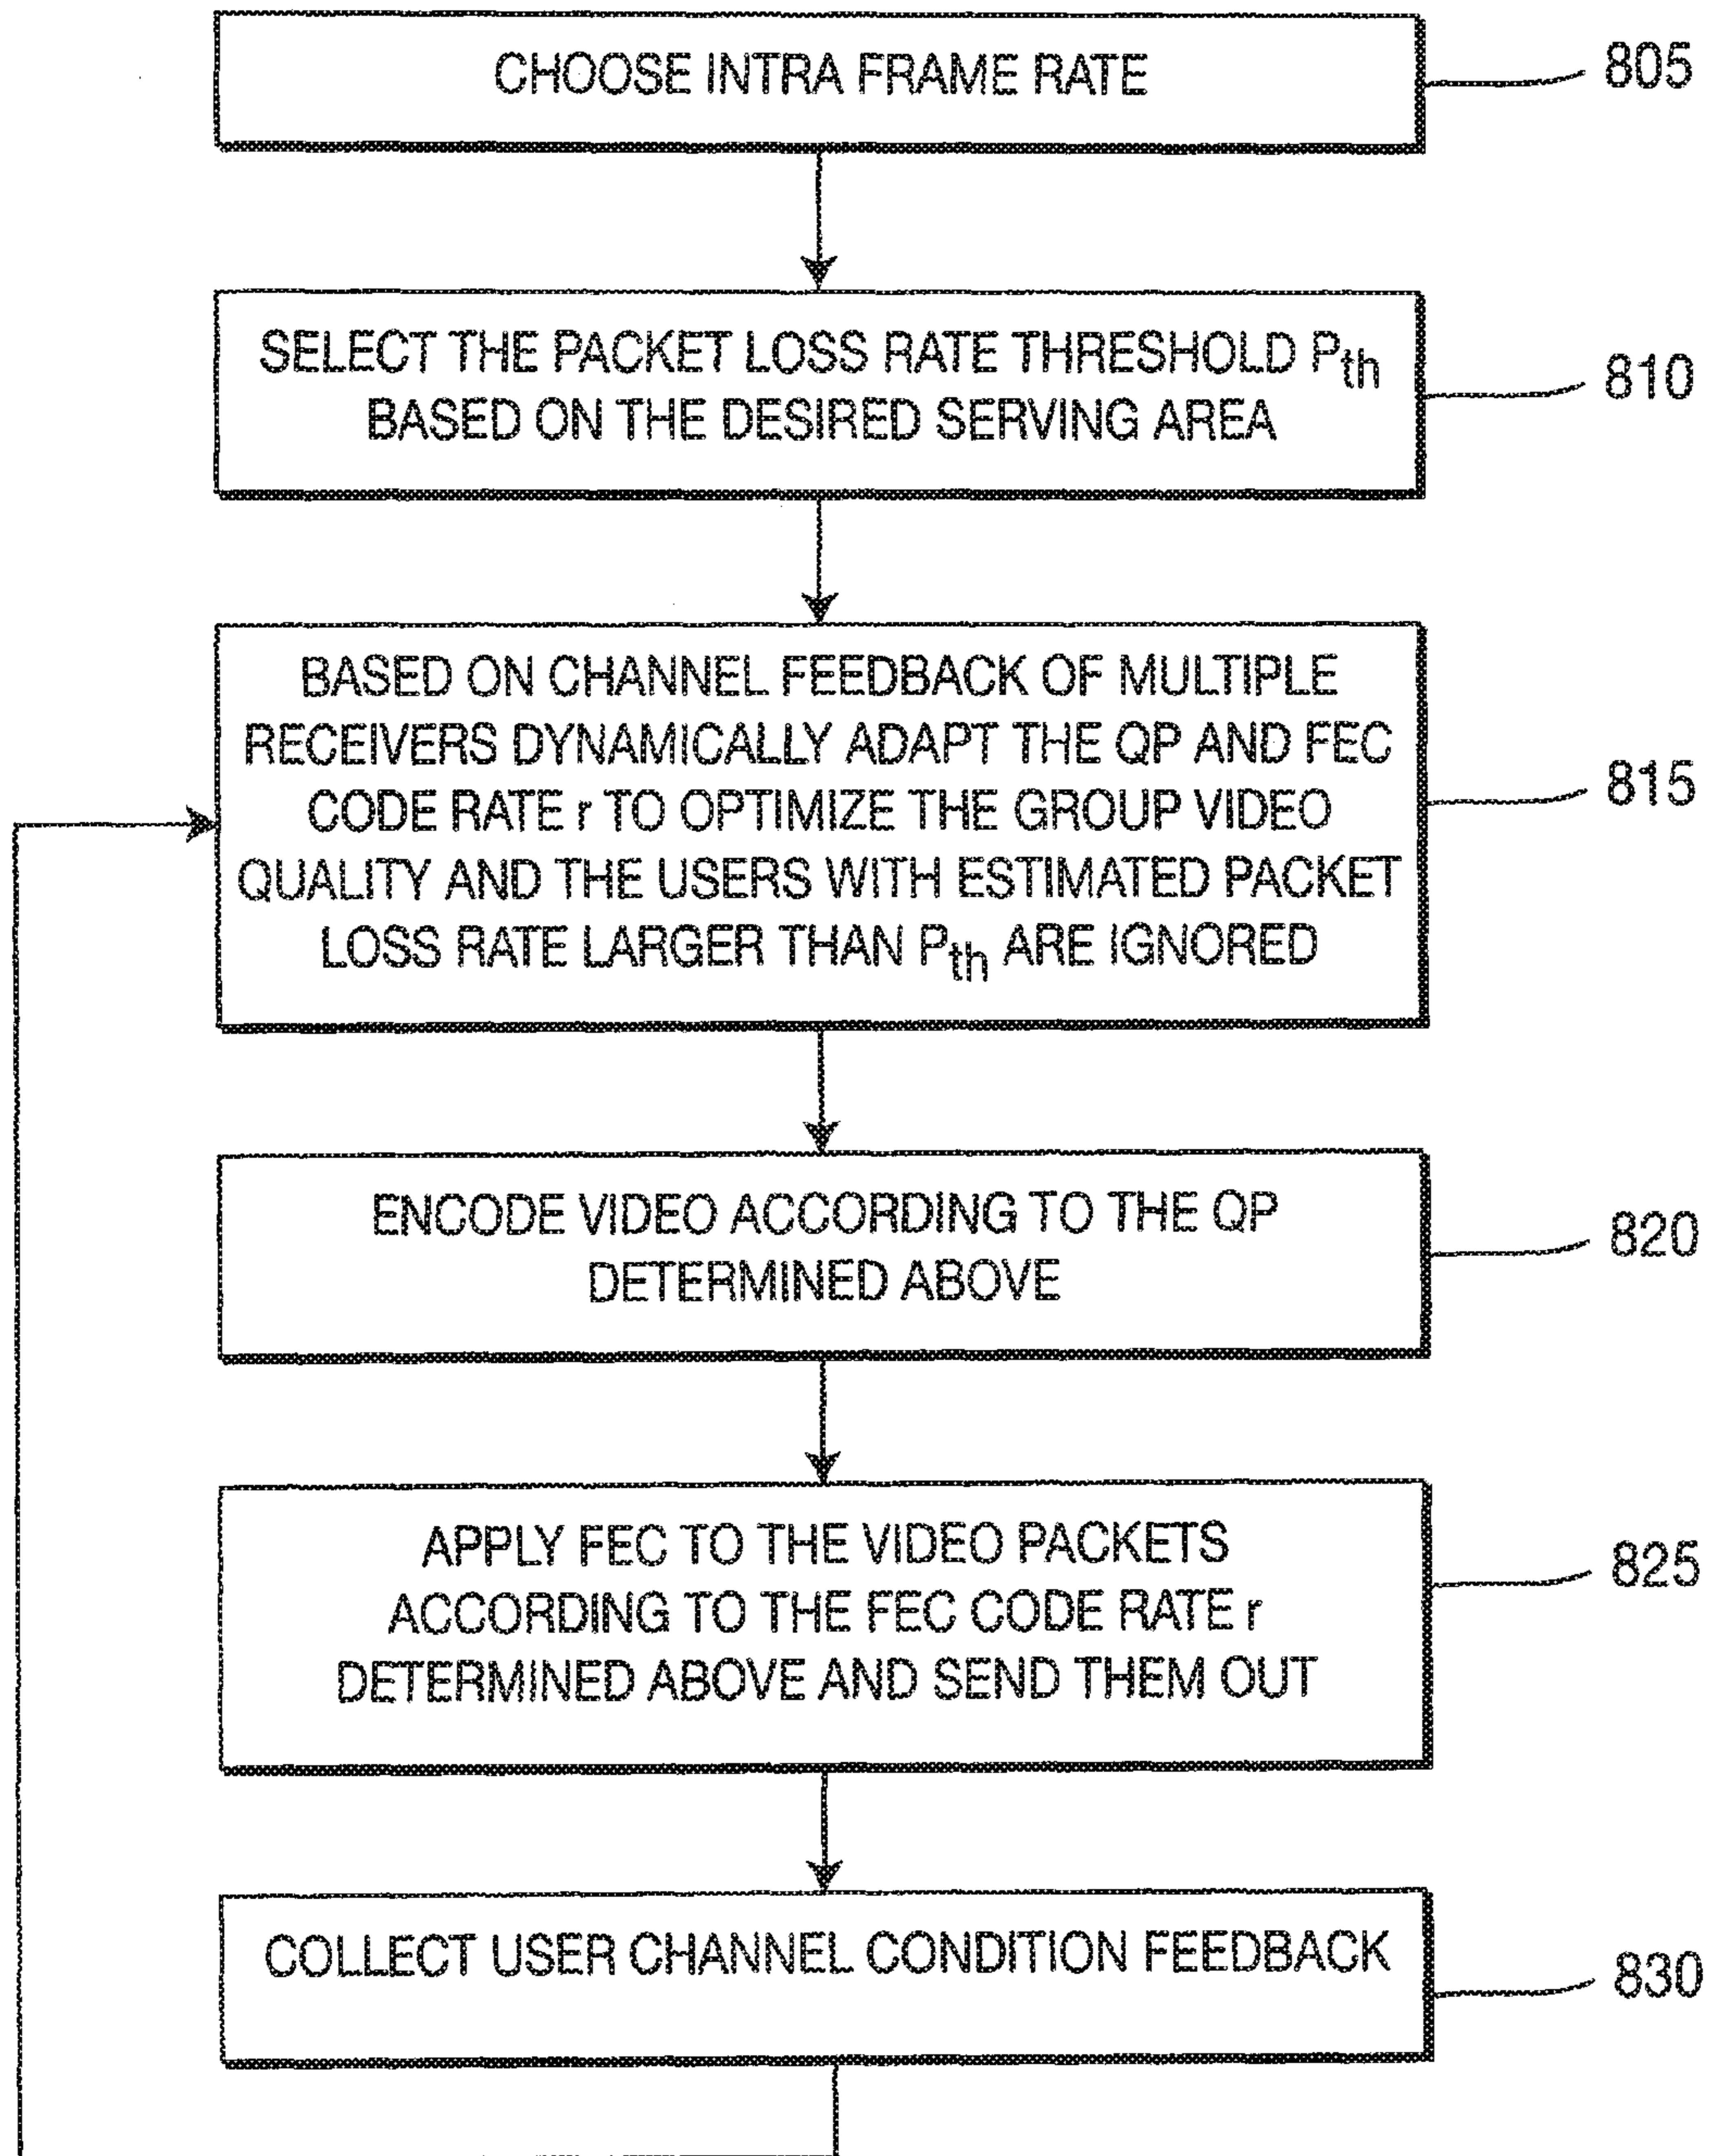 CHOOSE INTRA FRAME RATE
805
SELECT THE PACKET LOSS RATE THRESHOLD Pth
BASED ON THE DESIRED SERVING AREA
810
BASED ON CHANNEL FEEDBACK OF MULTIPLE
RECEIVERS DYNAMICALLY ADAPT THE QP AND FEC
CODE RATE r TO OPTIMIZE THE GROUP VIDEO
QUALITY AND THE USERS WITH ESTIMATED PACKET
LOSS RATE LARGER THAN Pth ARE IGNORED
815
ENCODE VIDEO ACCORDING TO THE QP
DETERMINED ABOVE
820
APPLY FEC TO THE VIDEO PACKETS
ACCORDING TO THE FEC CODE RATE r
DETERMINED ABOVE AND SEND THEM OUT
825
COLLECT USER CHANNEL CONDITION FEEDBACK
830